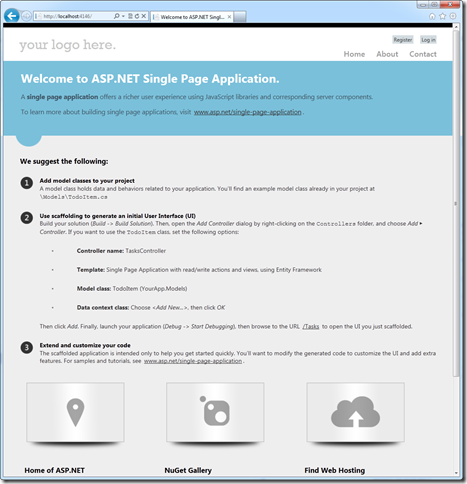 http://localhost:4146/
Welcome to ASP.NET Singl...
your logo here.
Register Log in
Home About Contact
Welcome to ASP.NET Single Page Application.
A single page application offers a richer user experience using JavaScript libraries and corresponding server components.
To learn more about building single page applications, visit www.asp.net/single-page-application .
We suggest the following:
1 Add model classes to your project
A model class holds data and behaviors related to your application. You'll find an example model class already in your project at
\Models\TodoItem.cs
2 Use scaffolding to generate an initial User Interface (UI)
Build your solution (Build -> Build Solution). Then, open the Add Controller dialog by right-clicking on the Controllers folder, and choose Add ▸
Controller. If you want to use the TodoItem class, set the following options:
• Controller name: TasksController
• Template: Single Page Application with read/write actions and views, using Entity Framework
• Model class: TodoItem (YourApp.Models)
• Data context class: Choose <Add New...>, then click OK
Then click Add. Finally, launch your application (Debug -> Start Debugging), then browse to the URL /Tasks to open the UI you just scaffolded.
3 Extend and customize your code
The scaffolded application is intended only to help you get started quickly. You'll want to modify the generated code to customize the UI and add extra
features. For samples and tutorials, see www.asp.net/single-page-application .
Home of ASP.NET NuGet Gallery Find Web Hosting